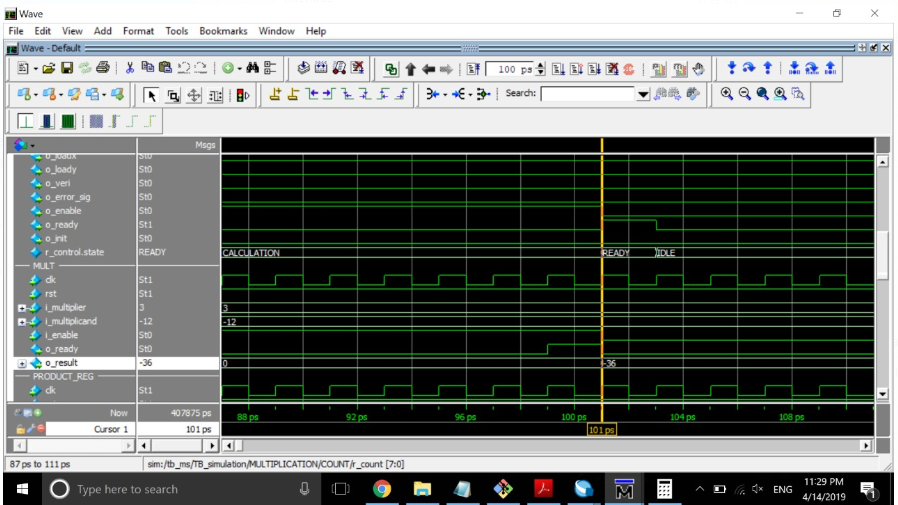 Wave
File Edit View Add Format Tools Bookmarks Window Help
Wave - Default
100 ps
Search:
Msgs
o_loadx St0
o_loady St0
o_veri St0
o_error_sig St0
o_enable St0
o_ready St1
o_init St0
r_control.state READY CALCULATION READY IDLE
MULT
clk St1
rst St1
i_multiplier 3 3
i_multiplicand -12 -12
i_enable St0
o_ready St0
o_result -36 0 -36
PRODUCT_REG
clk St1
Now 407875 ps 88 ps 92 ps 96 ps 100 ps 104 ps 108 ps
Cursor 1 101 ps 101 ps
87 ps to 111 ps sim:/tb_ms/TB_simulation/MULTIPLICATION/COUNT/r_count [7:0]
Type here to search ENG 11:29 PM
4/14/2019
1